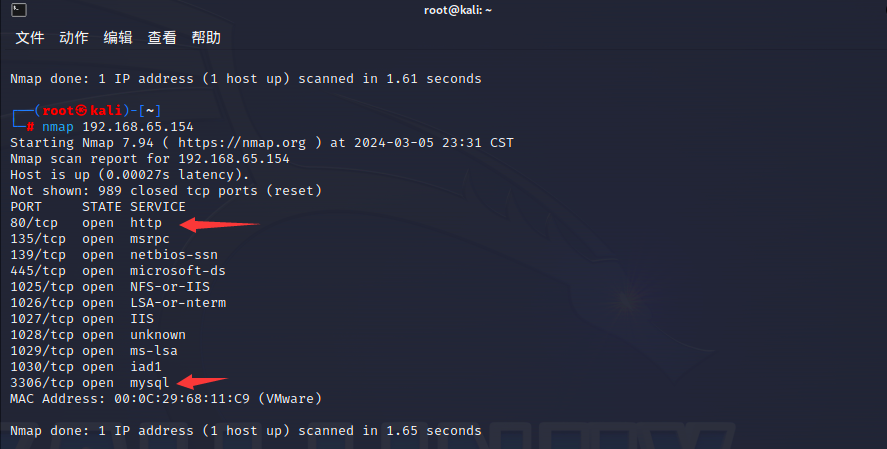 root@kali: ~
文件 动作 编辑 查看 帮助
Nmap done: 1 IP address (1 host up) scanned in 1.61 seconds
┌──(root㉿kali)-[~]
└─# nmap 192.168.65.154
Starting Nmap 7.94 ( https://nmap.org ) at 2024-03-05 23:31 CST
Nmap scan report for 192.168.65.154
Host is up (0.00027s latency).
Not shown: 989 closed tcp ports (reset)
PORT     STATE SERVICE
80/tcp   open  http
135/tcp  open  msrpc
139/tcp  open  netbios-ssn
445/tcp  open  microsoft-ds
1025/tcp open  NFS-or-IIS
1026/tcp open  LSA-or-nterm
1027/tcp open  IIS
1028/tcp open  unknown
1029/tcp open  ms-lsa
1030/tcp open  iad1
3306/tcp open  mysql
MAC Address: 00:0C:29:68:11:C9 (VMware)
Nmap done: 1 IP address (1 host up) scanned in 1.65 seconds